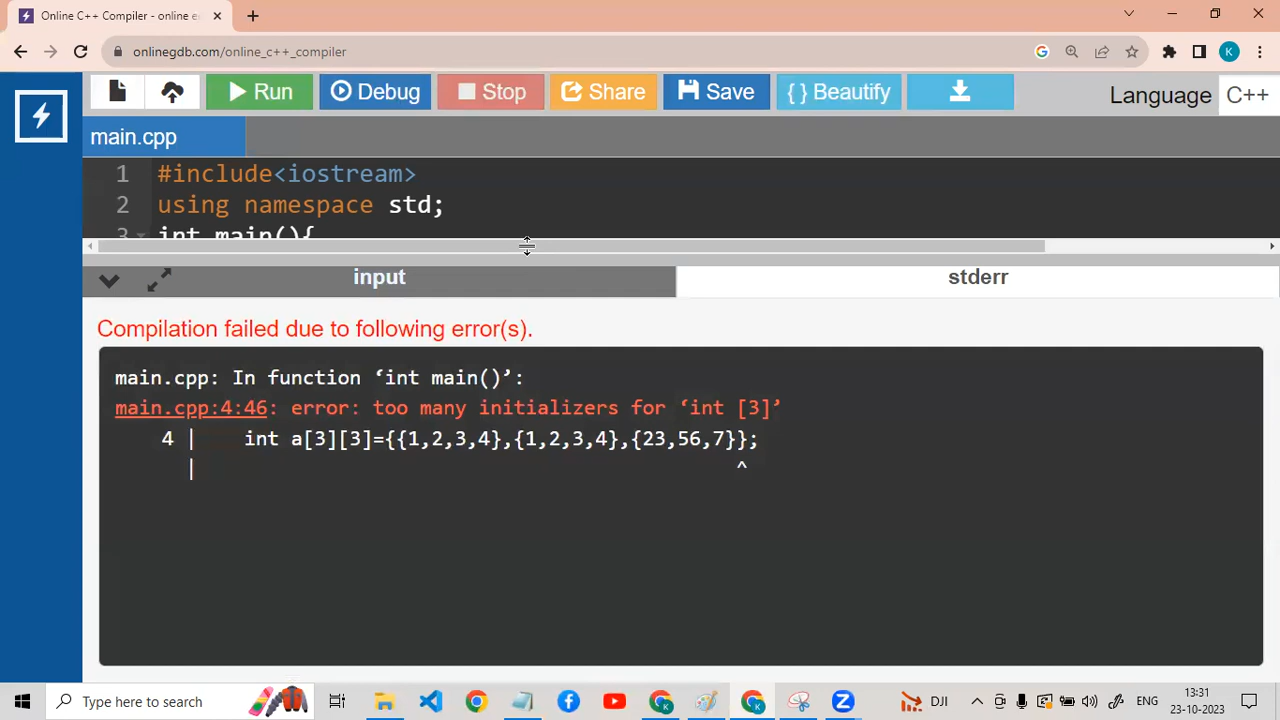 Online C++ Compiler - online e
onlinegdb.com/online_c++_compiler
K
Run Debug Stop Share Save { } Beautify Language C++
main.cpp
1 #include<iostream>
2 using namespace std;
3 int main(){
input stderr
Compilation failed due to following error(s).
main.cpp: In function ‘int main()’:
main.cpp:4:46: error: too many initializers for ‘int [3]’
4 | int a[3][3]={{1,2,3,4},{1,2,3,4},{23,56,7}};
| ^
Type here to search DJI ENG 13:31
23-10-2023